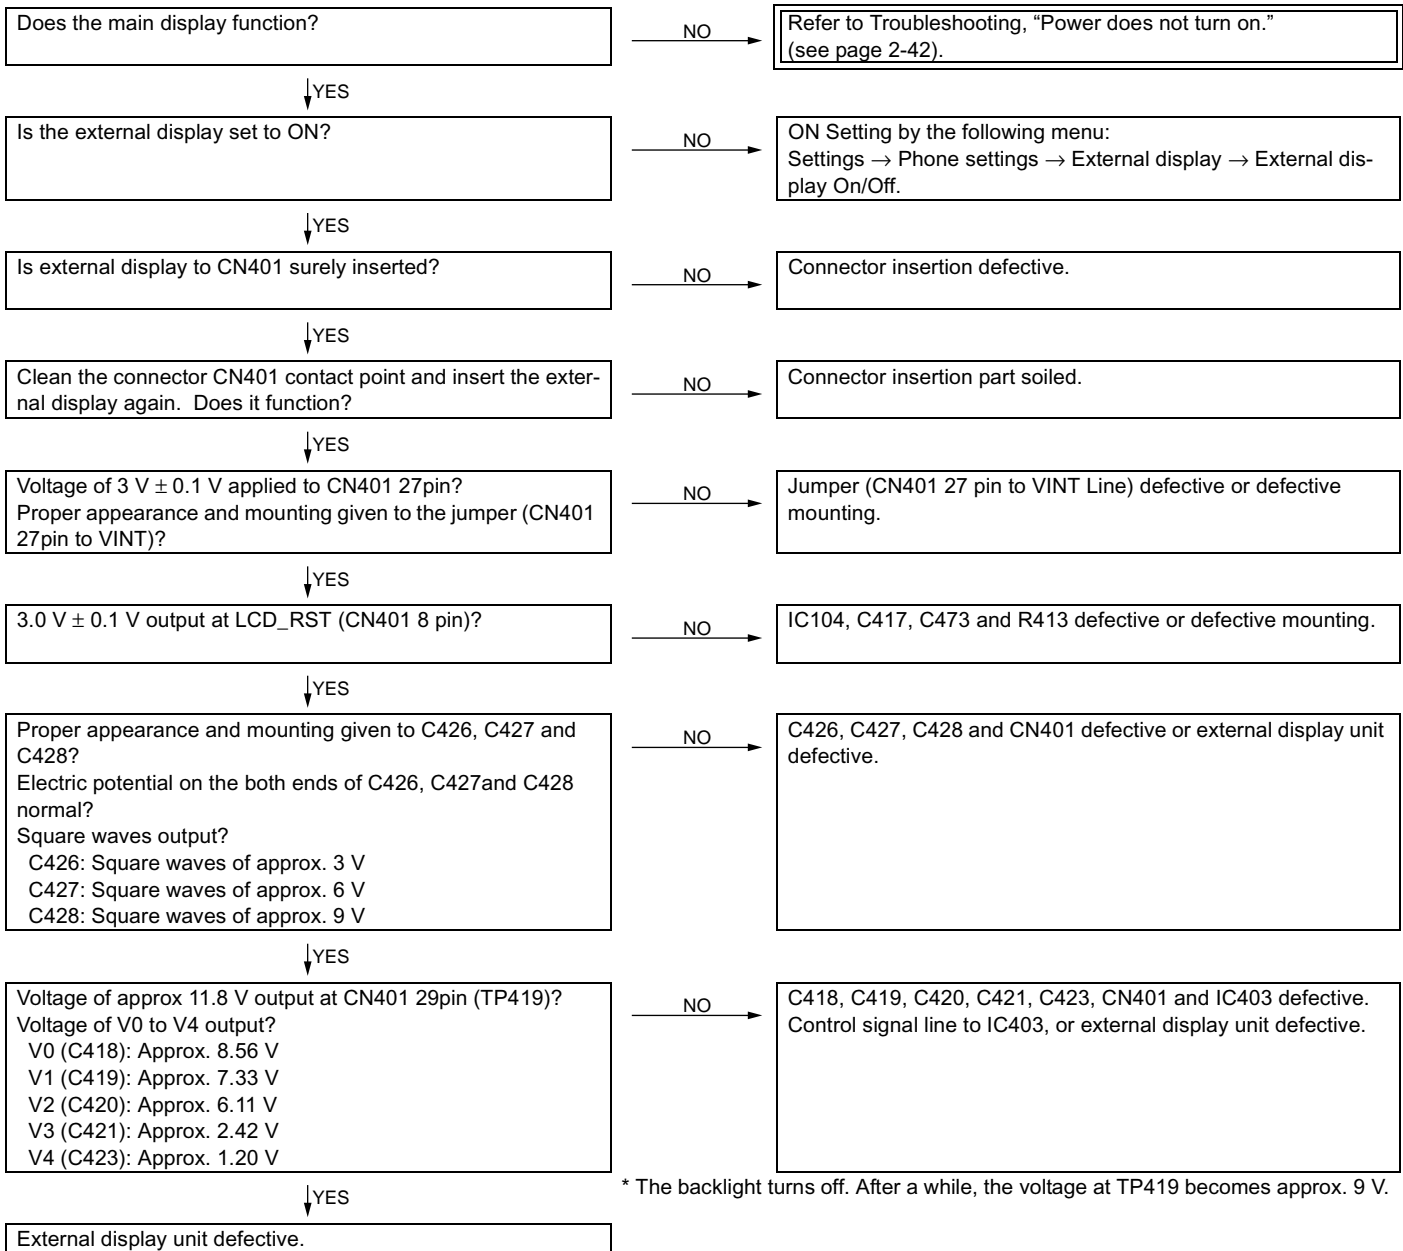 Does the main display function?
NO
Refer to Troubleshooting, “Power does not turn on.”
(see page 2-42).
YES
Is the external display set to ON?
NO
ON Setting by the following menu:
Settings → Phone settings → External display → External dis-
play On/Off.
YES
Is external display to CN401 surely inserted?
NO
Connector insertion defective.
YES
Clean the connector CN401 contact point and insert the exter-
nal display again.  Does it function?
NO
Connector insertion part soiled.
YES
Voltage of 3 V ± 0.1 V applied to CN401 27pin?
Proper appearance and mounting given to the jumper (CN401
27pin to VINT)?
NO
Jumper (CN401 27 pin to VINT Line) defective or defective
mounting.
YES
3.0 V ± 0.1 V output at LCD_RST (CN401 8 pin)?
NO
IC104, C417, C473 and R413 defective or defective mounting.
YES
Proper appearance and mounting given to C426, C427 and
C428?
Electric potential on the both ends of C426, C427and C428
normal?
Square waves output?
C426: Square waves of approx. 3 V
C427: Square waves of approx. 6 V
C428: Square waves of approx. 9 V
NO
C426, C427, C428 and CN401 defective or external display unit
defective.
YES
Voltage of approx 11.8 V output at CN401 29pin (TP419)?
Voltage of V0 to V4 output?
V0 (C418): Approx. 8.56 V
V1 (C419): Approx. 7.33 V
V2 (C420): Approx. 6.11 V
V3 (C421): Approx. 2.42 V
V4 (C423): Approx. 1.20 V
NO
C418, C419, C420, C421, C423, CN401 and IC403 defective.
Control signal line to IC403, or external display unit defective.
* The backlight turns off. After a while, the voltage at TP419 becomes approx. 9 V.
YES
External display unit defective.